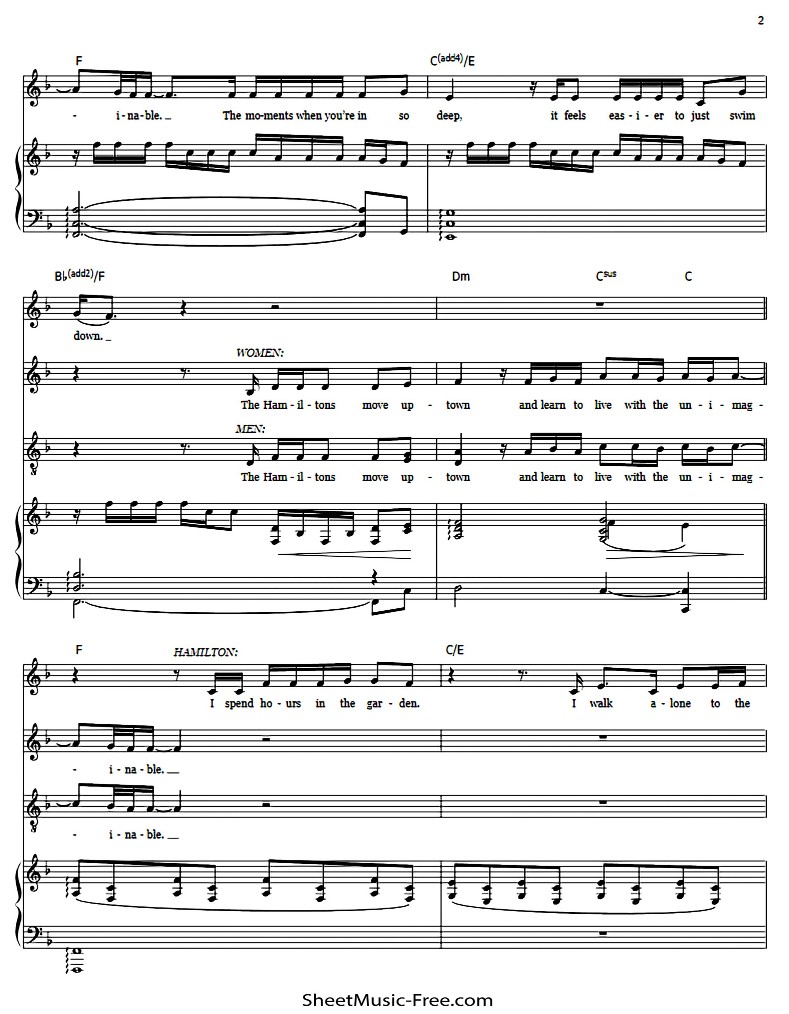 2
F C(add4)/E
- i-nable. _ The mo-ments when you're in so deep, it feels eas-i-er to just swim
B♭(add2)/F Dm Csus C
down. _
WOMEN:
The Ham-il-tons move up-town and learn to live with the un-i-mag-
MEN:
The Ham-il-tons move up-town and learn to live with the un-i-mag-
F HAMILTON: C/E
I spend ho-urs in the gar-den. I walk a-lone to the
- i-na-ble. _
- i-na-ble. _
SheetMusic-Free.com